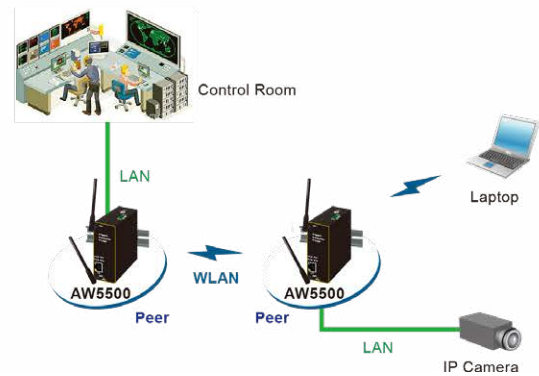 Control Room
LAN
Laptop
WLAN
AW5500
AW5500
Peer
Peer
LAN
IP Camera